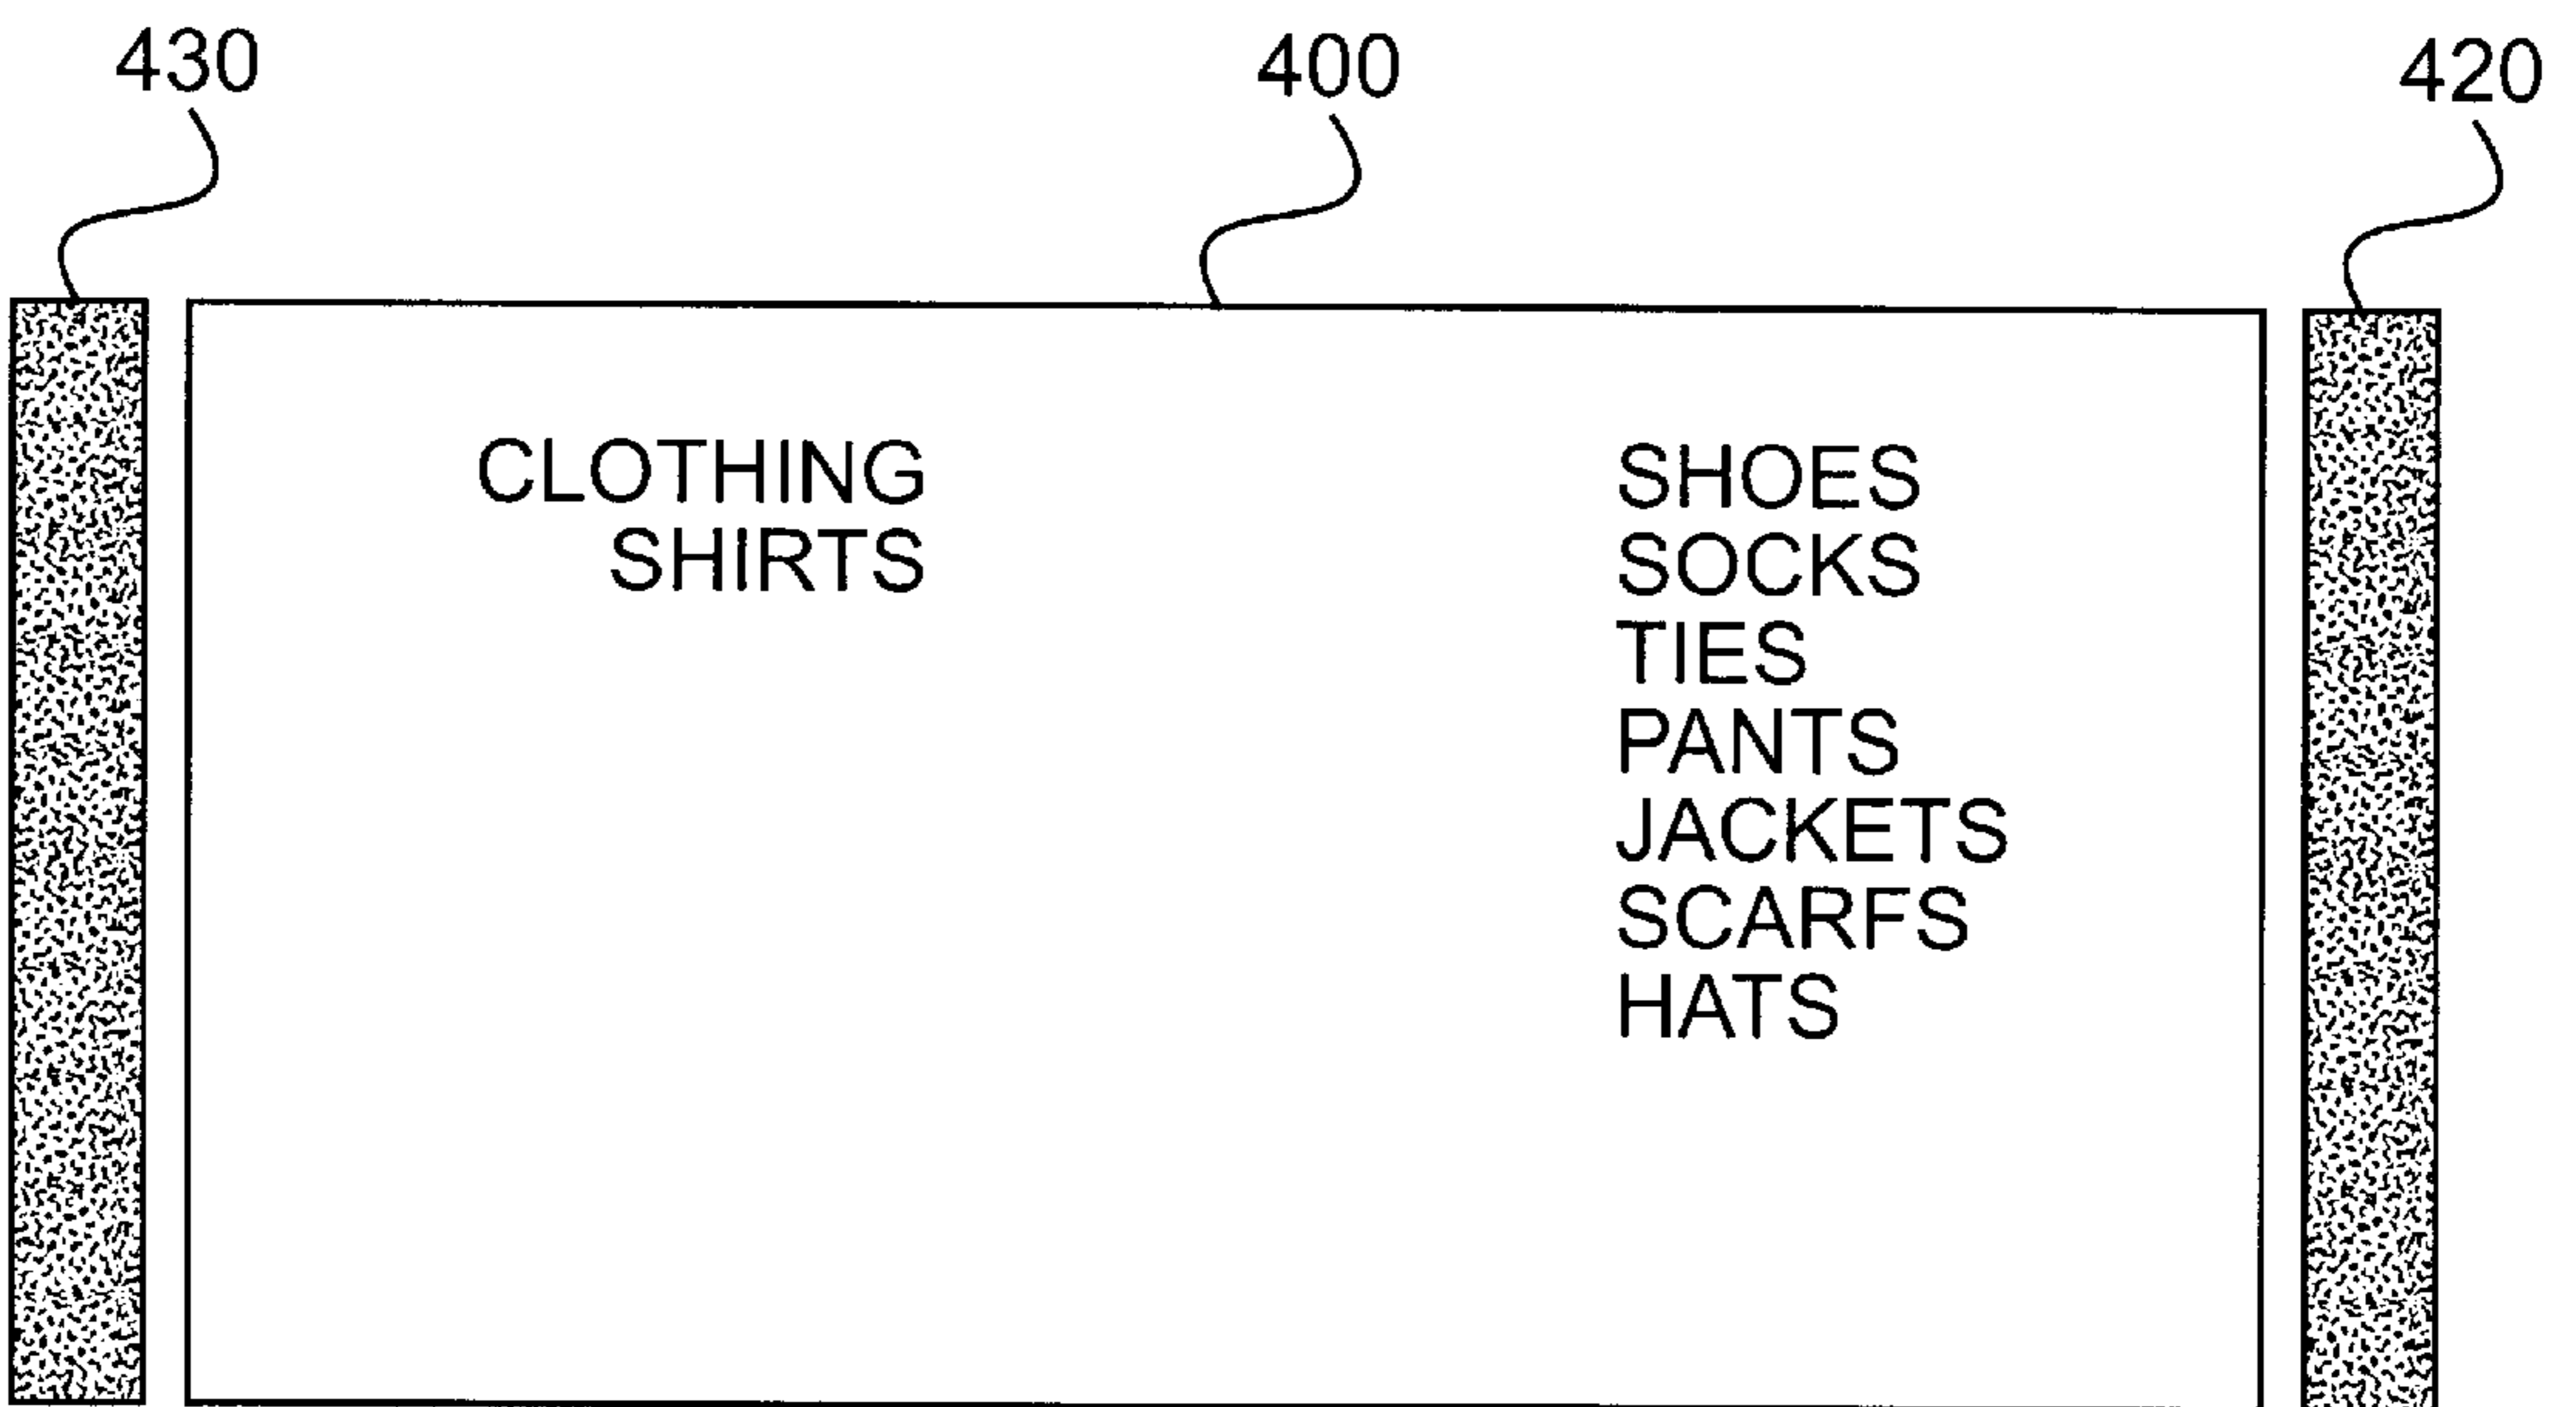 430
400
420
CLOTHING
SHIRTS
SHOES
SOCKS
TIES
PANTS
JACKETS
SCARFS
HATS